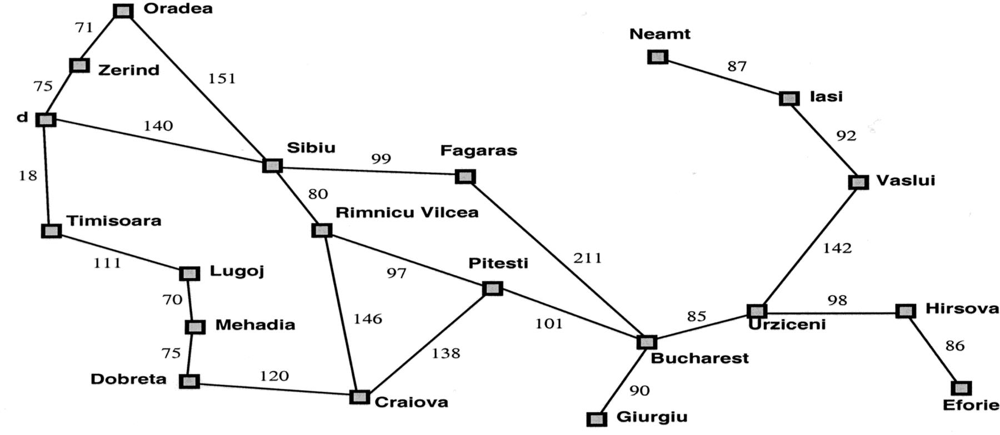 Oradea
71
Neamt
87
Zerind
151
75
Iasi
d
140
92
Sibiu
99
Fagaras
18
Vaslui
80
Rimnicu Vilcea
Timisoara
142
211
111
Lugoj
97
Pitesti
70
98
Hirsova
146
101
85
Urziceni
Mehadia
86
75
138
Bucharest
Dobreta
120
90
Craiova
Eforie
Giurgiu